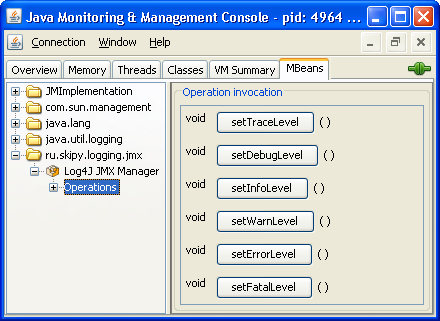 Java Monitoring & Management Console - pid: 4964 ...
Connection Window Help
Overview Memory Threads Classes VM Summary MBeans
JMImplementation
com.sun.management
java.lang
java.util.logging
ru.skipy.logging.jmx
Log4J JMX Manager
Operations
Operation invocation
void setTraceLevel ( )
void setDebugLevel ( )
void setInfoLevel ( )
void setWarnLevel ( )
void setErrorLevel ( )
void setFatalLevel ( )